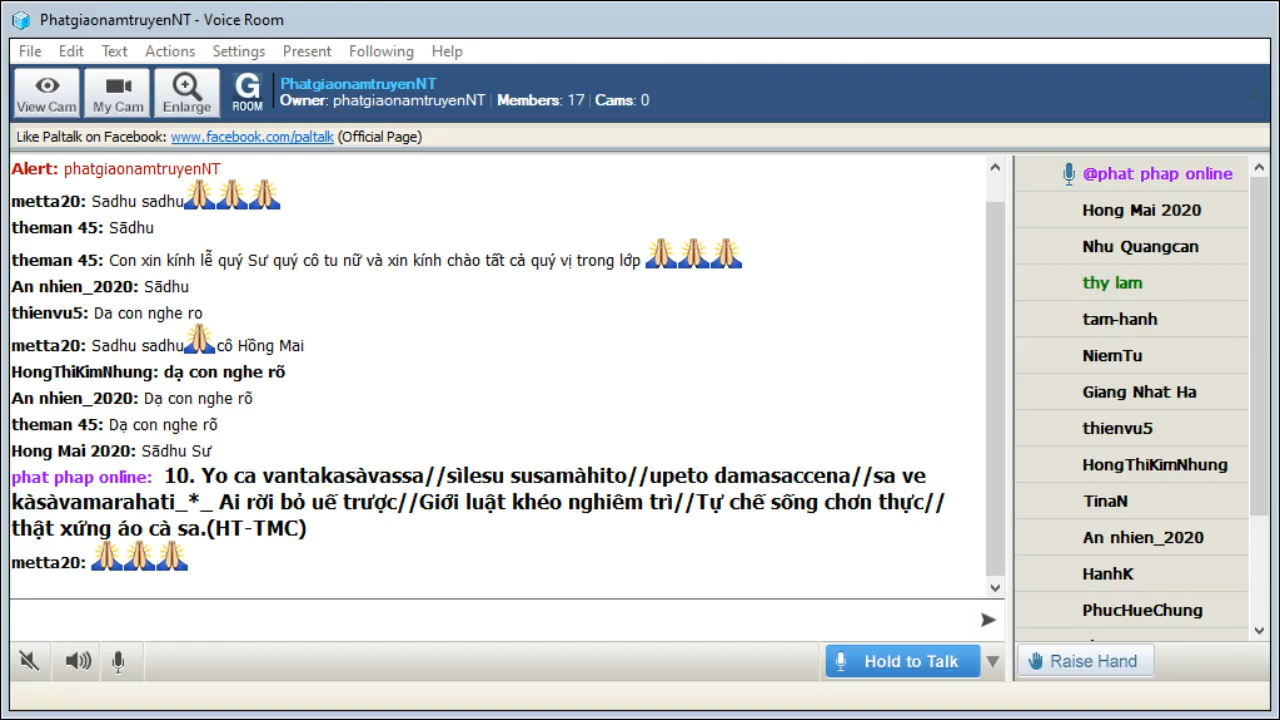 PhatgiaonamtruyenNT - Voice Room
File Edit Text Actions Settings Present Following Help
View Cam My Cam Enlarge G ROOM
PhatgiaonamtruyenNT
Owner: phatgiaonamtruyenNT | Members: 17 | Cams: 0
Like Paltalk on Facebook: www.facebook.com/paltalk (Official Page)
Alert: phatgiaonamtruyenNT
metta20: Sadhu sadhu
theman 45: Sādhu
theman 45: Con xin kính lễ quý Sư quý cô tu nữ và xin kính chào tất cả quý vị trong lớp
An nhien_2020: Sādhu
thienvu5: Da con nghe ro
metta20: Sadhu sadhu cô Hồng Mai
HongThiKimNhung: dạ con nghe rõ
An nhien_2020: Dạ con nghe rõ
theman 45: Dạ con nghe rõ
Hong Mai 2020: Sādhu Sư
phat phap online: 10. Yo ca vantakasàvassa//sìlesu susamàhito//upeto damasaccena//sa ve
kàsàvamarahati_*_ Ai rời bỏ uế trược//Giới luật khéo nghiêm trì//Tự chế sống chơn thực//
thật xứng áo cà sa.(HT-TMC)
metta20:
@phat phap online
Hong Mai 2020
Nhu Quangcan
thy lam
tam-hanh
NiemTu
Giang Nhat Ha
thienvu5
HongThiKimNhung
TinaN
An nhien_2020
HanhK
PhucHueChung
Hold to Talk
Raise Hand